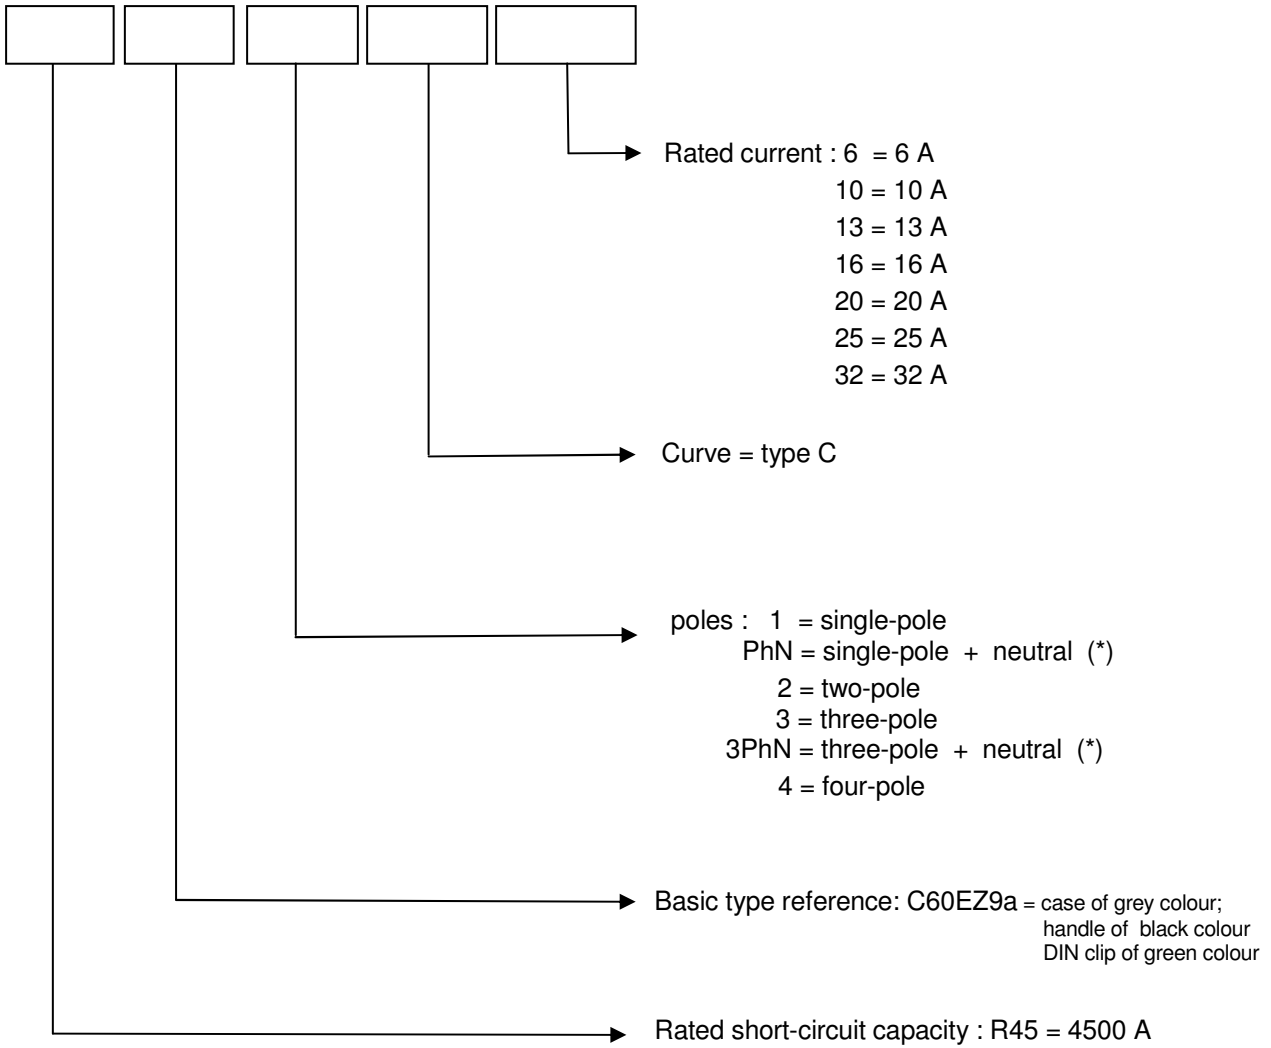 Rated current : 6 = 6 A
10 = 10 A
13 = 13 A
16 = 16 A
20 = 20 A
25 = 25 A
32 = 32 A
Curve = type C
poles : 1 = single-pole
PhN = single-pole + neutral (*)
2 = two-pole
3 = three-pole
3PhN = three-pole + neutral (*)
4 = four-pole
Basic type reference: C60EZ9a = case of grey colour;
handle of black colour
DIN clip of green colour
Rated short-circuit capacity : R45 = 4500 A